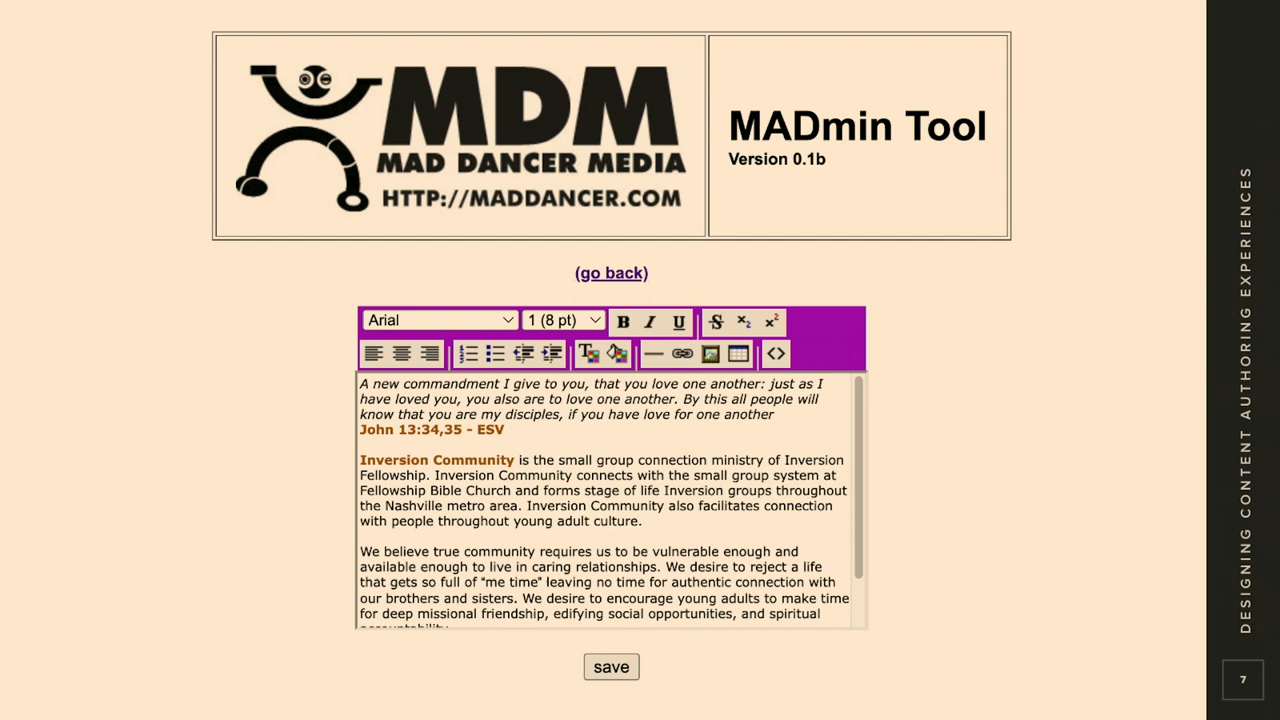 MDM
MAD DANCER MEDIA
HTTP://MADDANCER.COM
MADmin Tool
Version 0.1b
(go back)
Arial
1 (8 pt)
B I U S x2 x2
A new commandment I give to you, that you love one another: just as I
have loved you, you also are to love one another. By this all people will
know that you are my disciples, if you have love for one another
John 13:34,35 - ESV
Inversion Community is the small group connection ministry of Inversion
Fellowship. Inversion Community connects with the small group system at
Fellowship Bible Church and forms stage of life Inversion groups throughout
the Nashville metro area. Inversion Community also facilitates connection
with people throughout young adult culture.
We believe true community requires us to be vulnerable enough and
available enough to live in caring relationships. We desire to reject a life
that gets so full of “me time” leaving no time for authentic connection with
our brothers and sisters. We desire to encourage young adults to make time
for deep missional friendship, edifying social opportunities, and spiritual
save
DESIGNING CONTENT AUTHORING EXPERIENCES
7